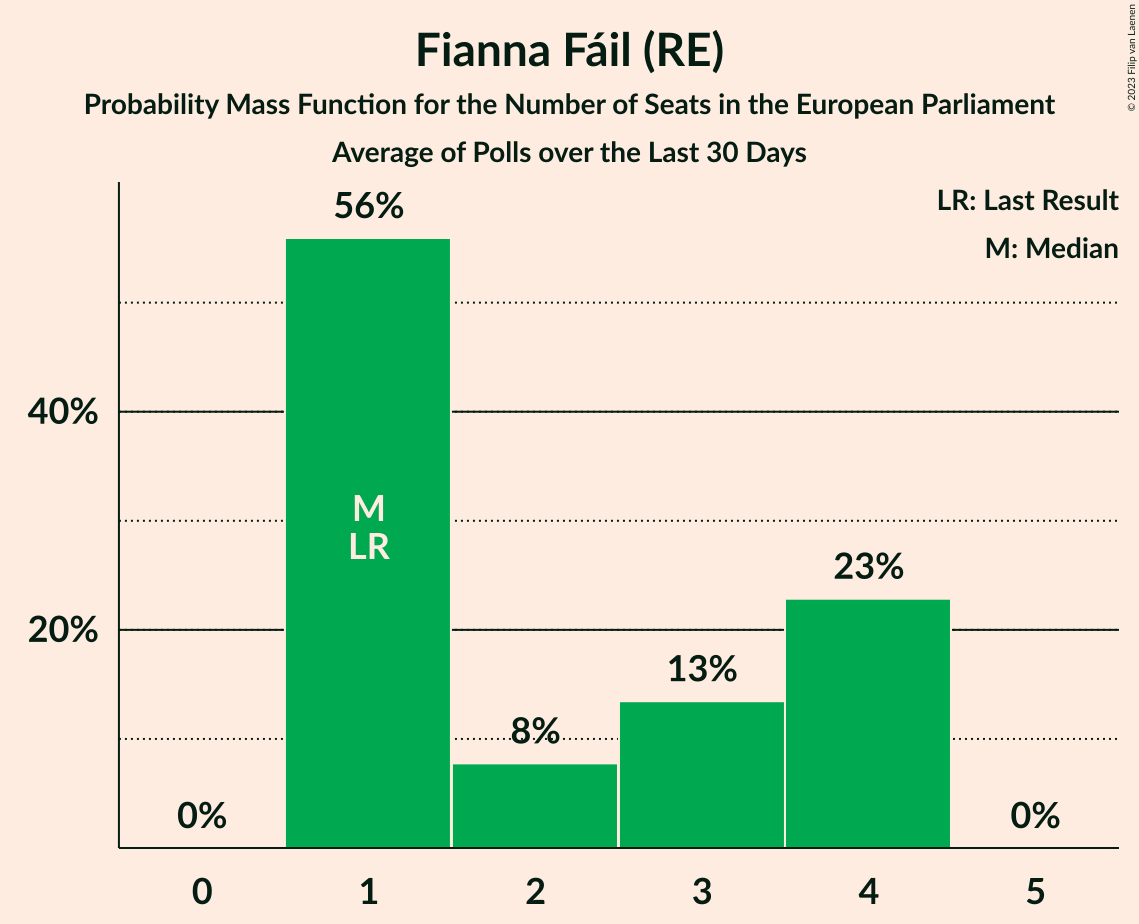 Fianna Fáil (RE)
Probability Mass Function for the Number of Seats in the European Parliament
Average of Polls over the Last 30 Days
© 2023 Filip van Laenen
LR: Last Result
M: Median
56%
40%
M
LR
23%
20%
13%
8%
0%
0%
0 1 2 3 4 5